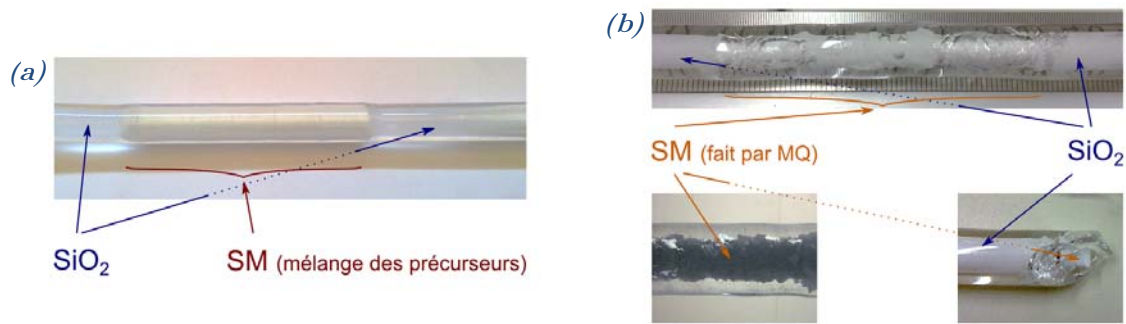 (a)
SiO2
SM (mélange des précurseurs)
(b)
SM (fait par MQ)
SiO2